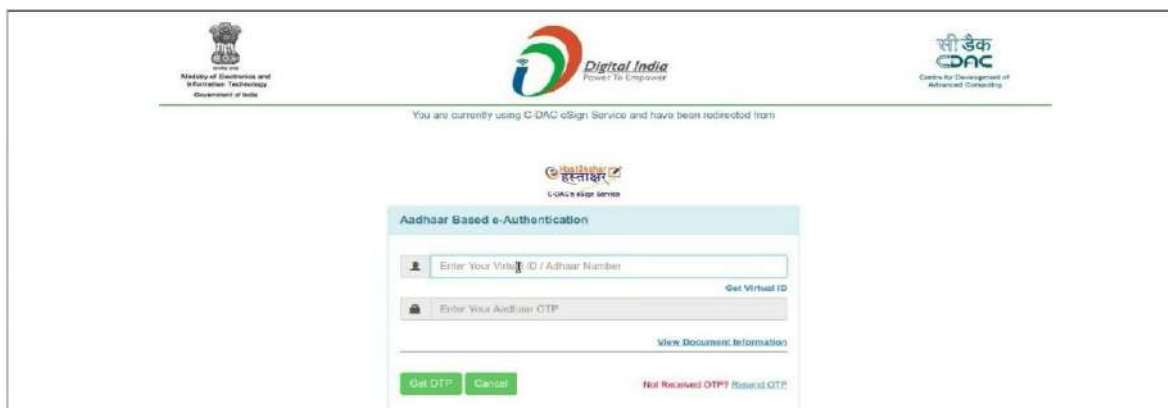 Ministry of Electronics and
Information Technology
Government of India
Digital India
Power To Empower
सी डैक
CDAC
Centre for Development of
Advanced Computing
You are currently using C-DAC eSign Service and have been redirected from
हस्ताक्षर
C-DAC's eSign Service
Aadhaar Based e-Authentication
Enter Your Virtual ID / Adhaar Number
Get Virtual ID
Enter Your Aadhaar OTP
View Document Information
Get OTP
Cancel
Not Received OTP? Resend OTP